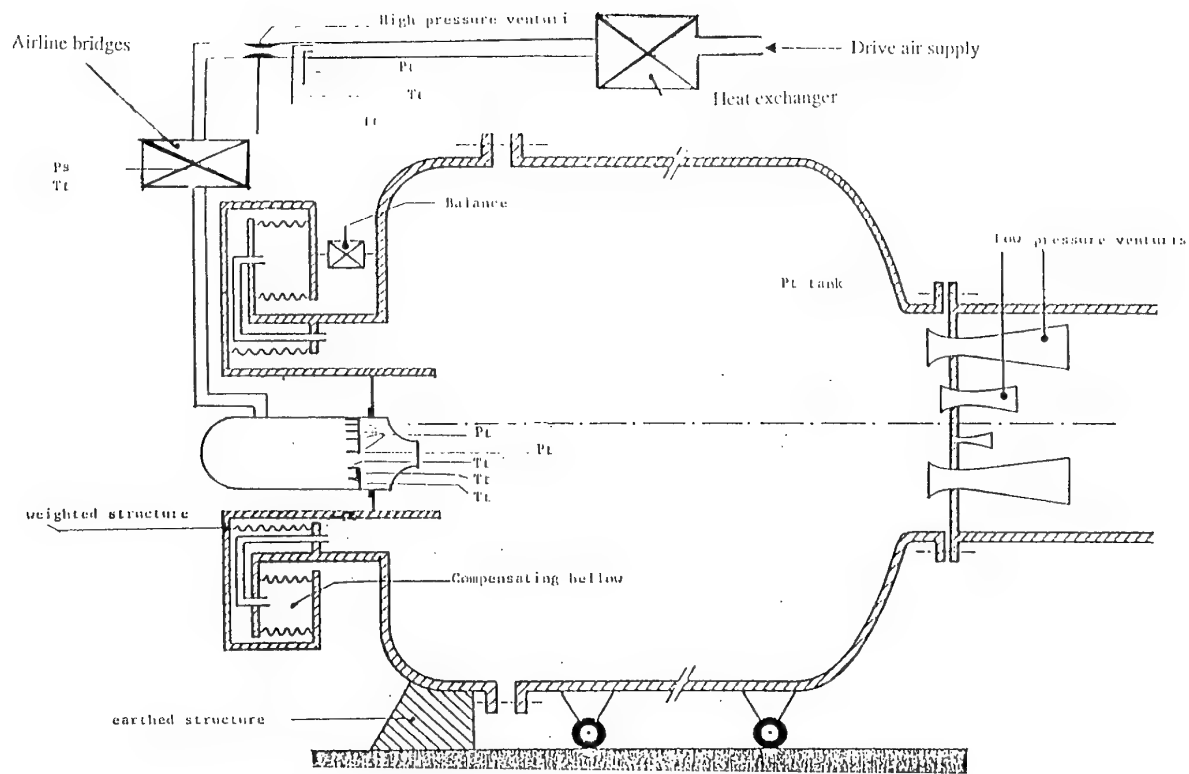 High pressure venturi
Airline bridges
Drive air supply
Pt
Tt
Heat exchanger
Ps
Tt
Balance
Low pressure venturis
Pt tank
Pt
Pt
Tt
Tt
Tt
weighted structure
Compensating bellow
earthed structure